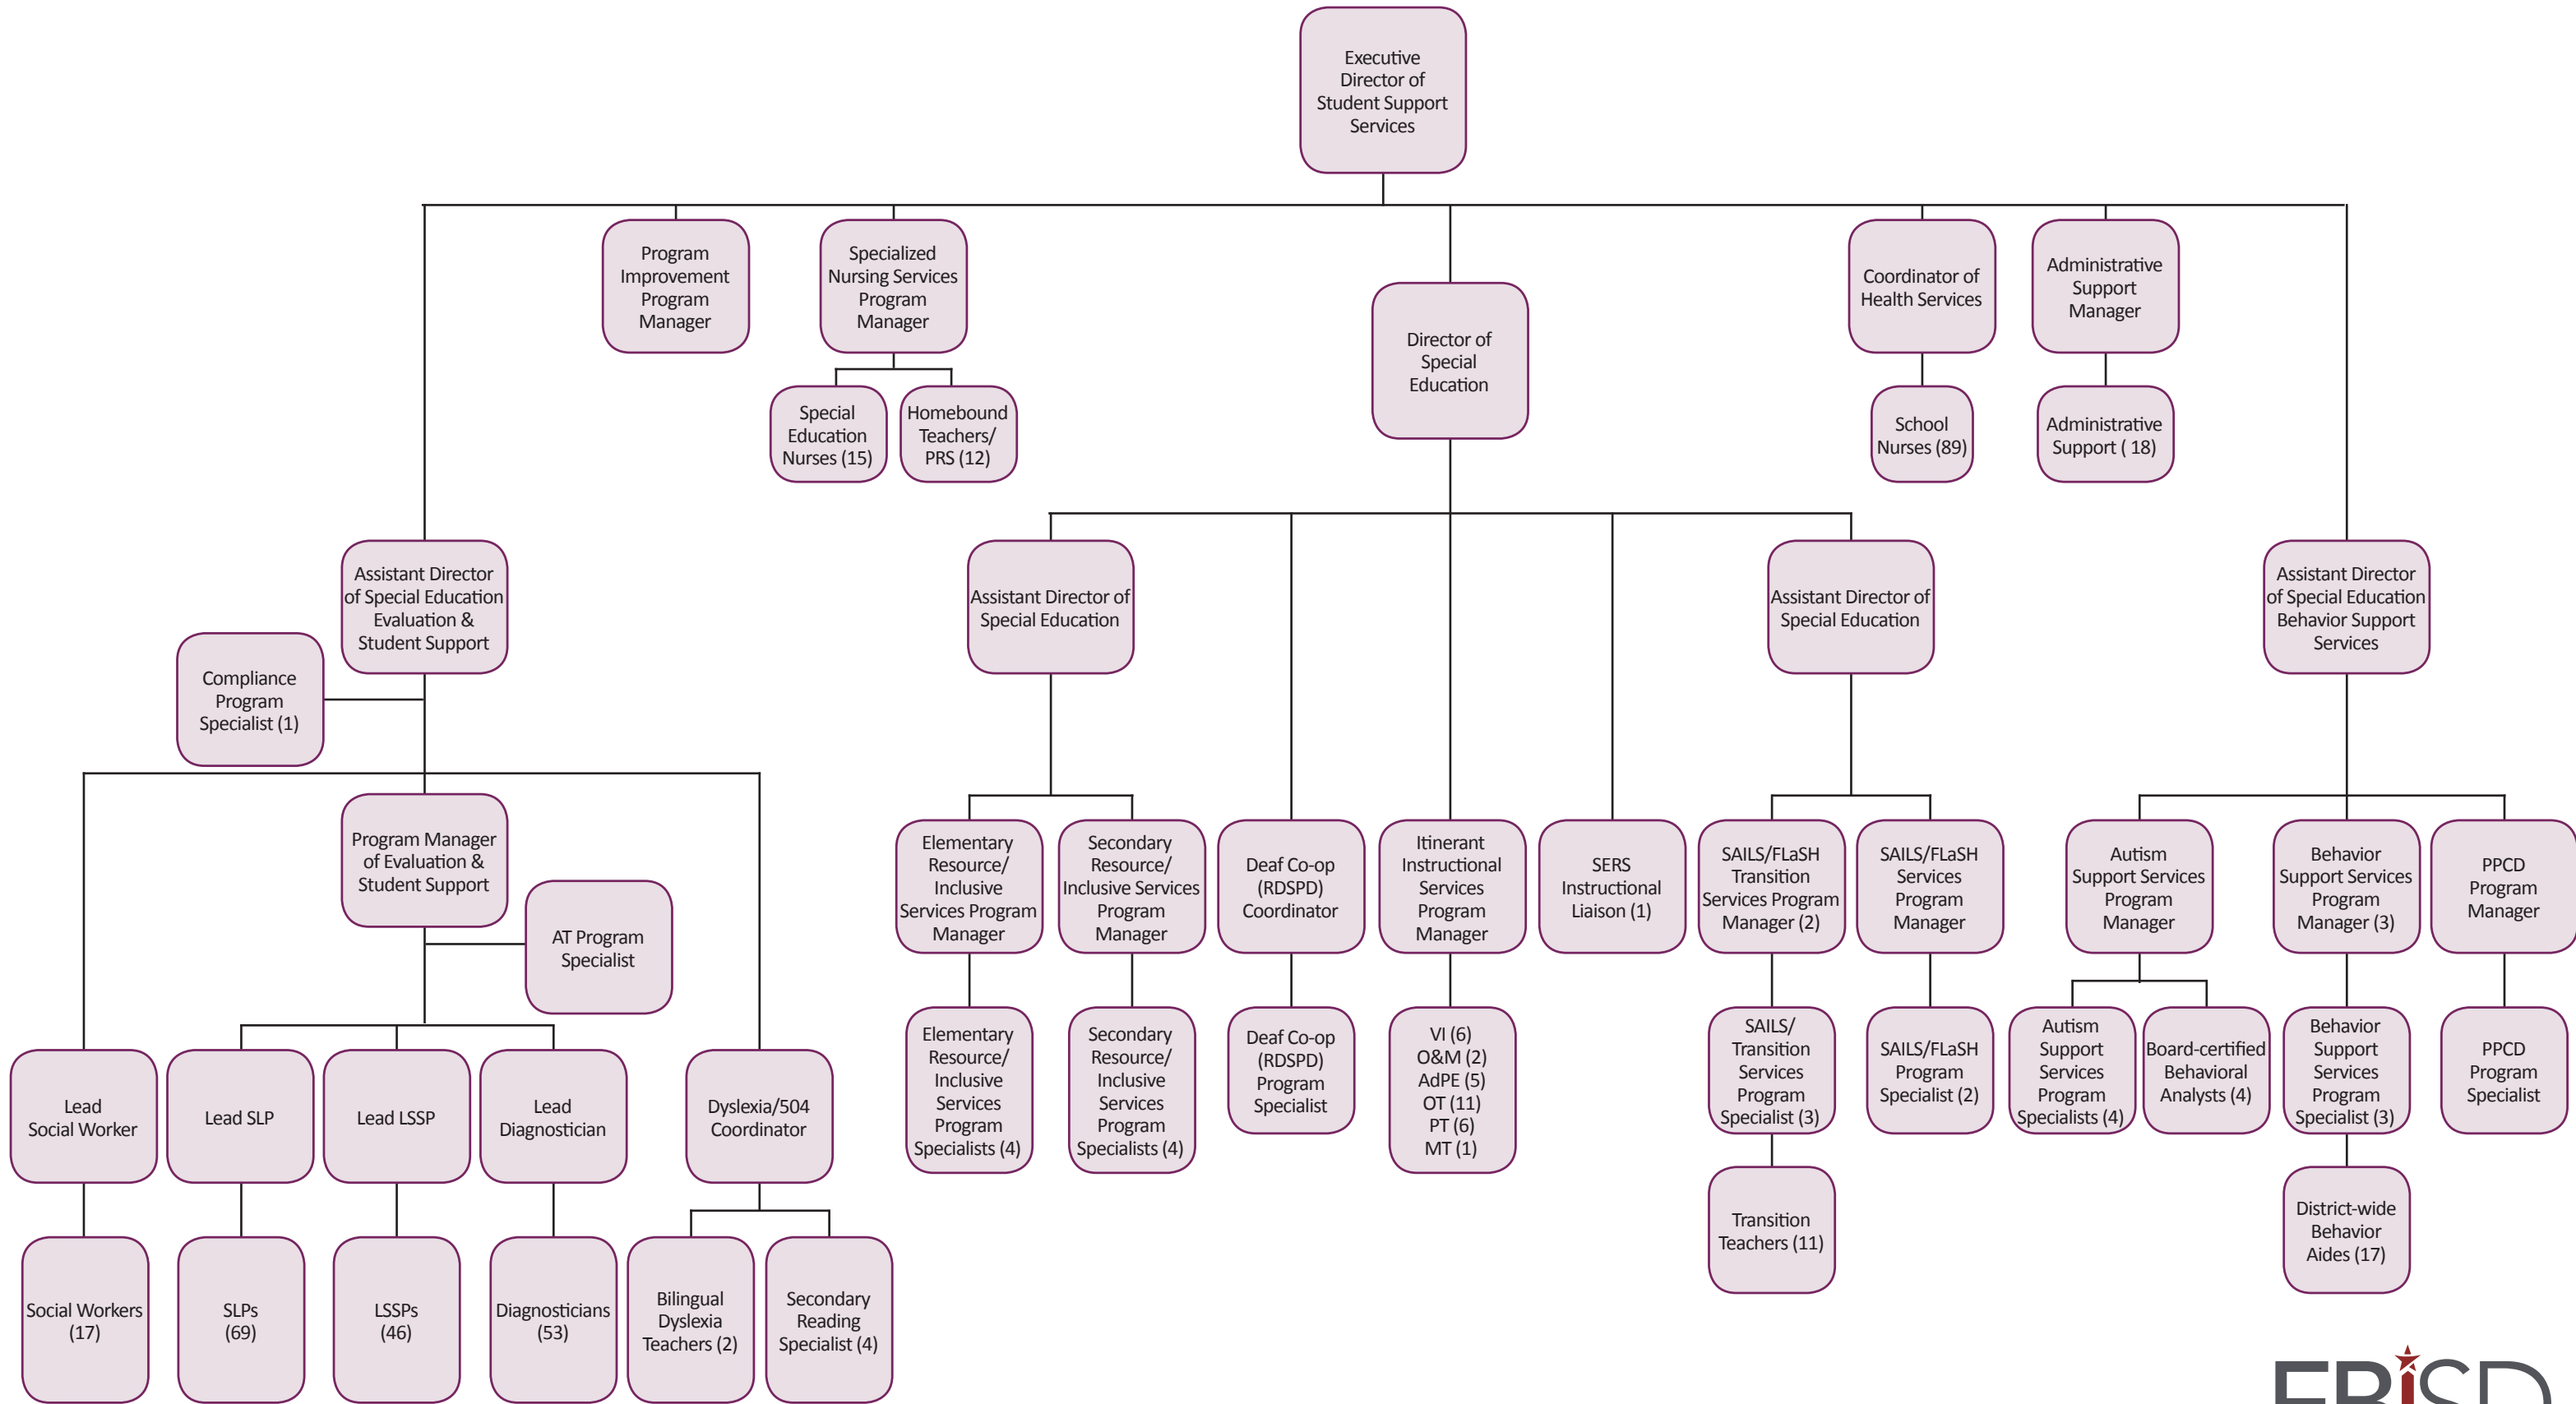 Executive
Director of
Student Support
Services
Program
Improvement
Program
Manager
Specialized
Nursing Services
Program
Manager
Coordinator of
Health Services
Administrative
Support
Manager
Director of
Special
Education
Special
Education
Nurses (15)
Homebound
Teachers/
PRS (12)
School
Nurses (89)
Administrative
Support ( 18)
Assistant Director
of Special Education
Evaluation &
Student Support
Assistant Director of
Special Education
Assistant Director of
Special Education
Assistant Director
of Special Education
Behavior Support
Services
Compliance
Program
Specialist (1)
Program Manager
of Evaluation &
Student Support
AT Program
Specialist
Elementary
Resource/
Inclusive
Services Program
Manager
Secondary
Resource/
Inclusive Services
Program
Manager
Deaf Co-op
(RDSPD)
Coordinator
Itinerant
Instructional
Services
Program
Manager
SERS
Instructional
Liaison (1)
SAILS/FLaSH
Transition
Services Program
Manager (2)
SAILS/FLaSH
Services
Program
Manager
Autism
Support Services
Program
Manager
Behavior
Support Services
Program
Manager (3)
PPCD
Program
Manager
Lead
Social Worker
Lead SLP
Lead LSSP
Lead
Diagnostician
Dyslexia/504
Coordinator
Elementary
Resource/
Inclusive
Services
Program
Specialists (4)
Secondary
Resource/
Inclusive
Services
Program
Specialists (4)
Deaf Co-op
(RDSPD)
Program
Specialist
VI (6)
O&M (2)
AdPE (5)
OT (11)
PT (6)
MT (1)
SAILS/
Transition
Services
Program
Specialist (3)
SAILS/FLaSH
Program
Specialist (2)
Autism
Support
Services
Program
Specialists (4)
Board-certified
Behavioral
Analysts (4)
Behavior
Support
Services
Program
Specialist (3)
PPCD
Program
Specialist
Transition
Teachers (11)
District-wide
Behavior
Aides (17)
Social Workers
(17)
SLPs
(69)
LSSPs
(46)
Diagnosticians
(53)
Bilingual
Dyslexia
Teachers (2)
Secondary
Reading
Specialist (4)
FBISD